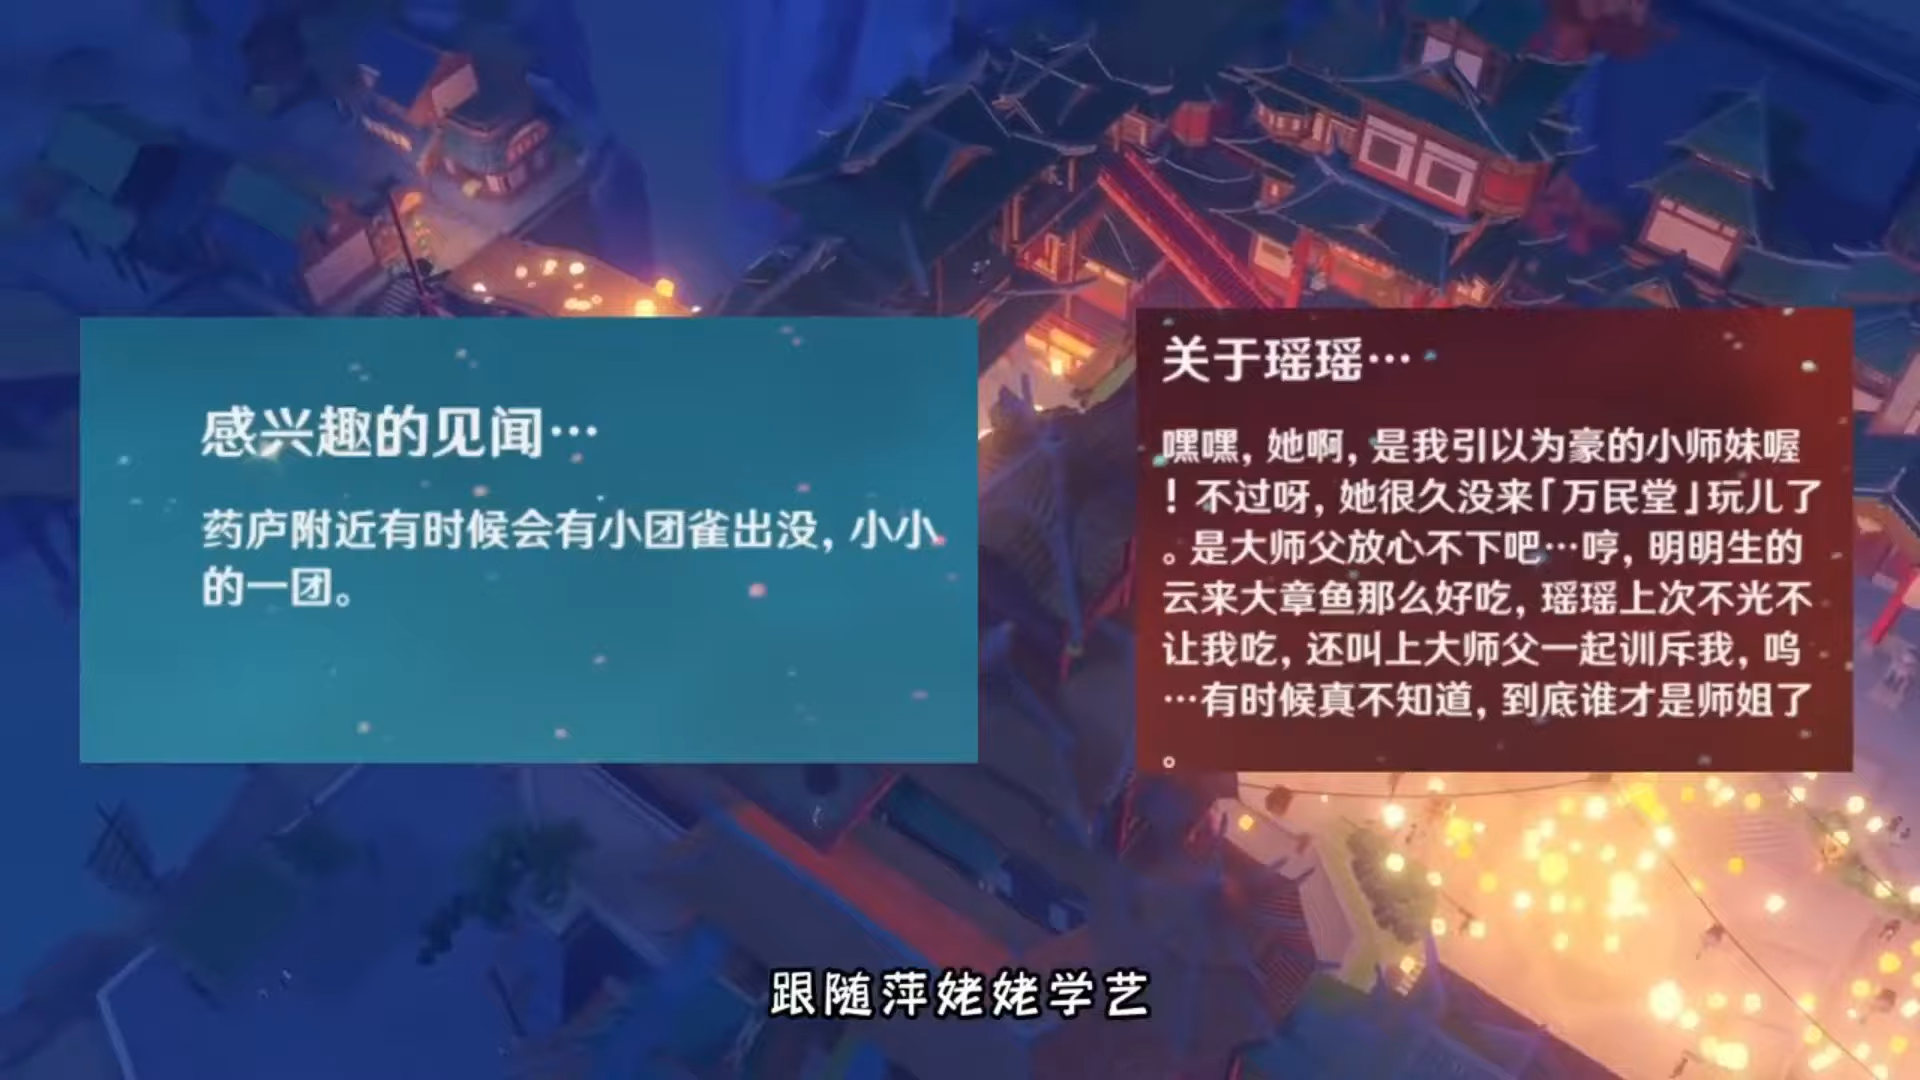 感兴趣的见闻…
药庐附近有时候会有小团雀出没，小小
的一团。
关于瑶瑶…
嘿嘿，她啊，是我引以为豪的小师妹喔
！不过呀，她很久没来「万民堂」玩儿了
。是大师父放心不下吧…哼，明明生的
云来大章鱼那么好吃，瑶瑶上次不光不
让我吃，还叫上大师父一起训斥我，呜
…有时候真不知道，到底谁才是师姐了
。
跟随萍姥姥学艺